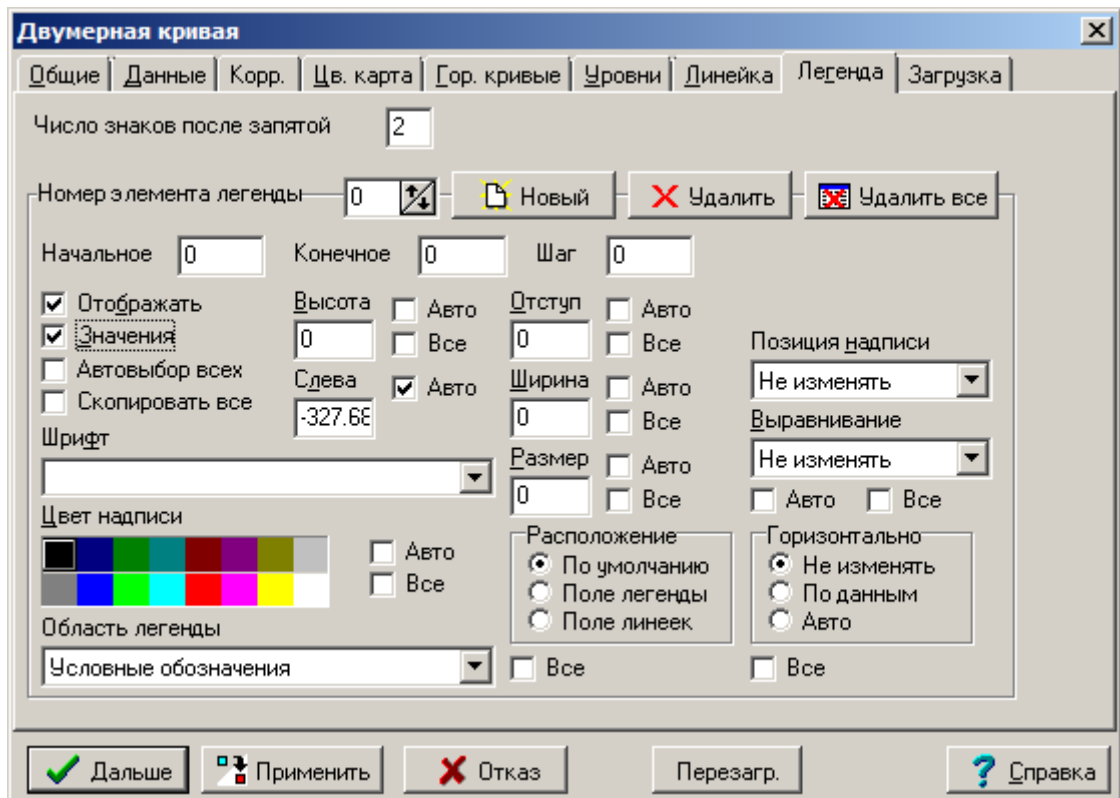 Двумерная кривая
Общие Данные Корр. Цв. карта Гор. кривые Уровни Линейка Легенда Загрузка
Число знаков после запятой 2
Номер элемента легенды 0 Новый Удалить Удалить все
Начальное 0 Конечное 0 Шаг 0
Отображать Высота Авто Отступ Авто
Значения 0 Все 0 Все Позиция надписи
Автовыбор всех Слева Авто Ширина Авто Не изменять
Скопировать все -327.68 0 Все Выравнивание
Шрифт Размер Авто Не изменять
0 Все Авто Все
Цвет надписи Расположение Горизонтально
Авто По умолчанию Не изменять
Все Поле легенды По данным
Область легенды Поле линеек Авто
Условные обозначения Все Все
Дальше Применить Отказ Перезагр. Справка